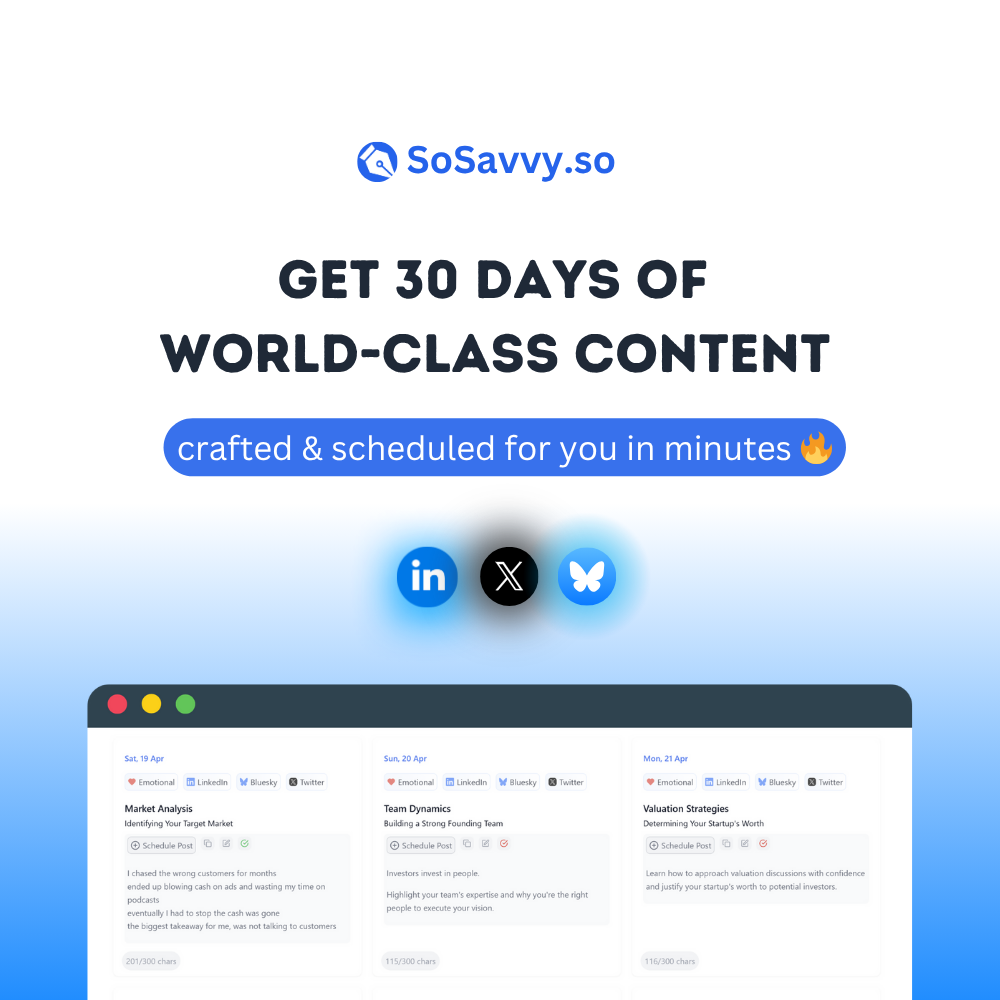 SoSavvy.so
GET 30 DAYS OF
WORLD-CLASS CONTENT
crafted & scheduled for you in minutes 🔥
in X
Sat, 19 Apr
Emotional LinkedIn Bluesky Twitter
Market Analysis
Identifying Your Target Market
Schedule Post
I chased the wrong customers for months
ended up blowing cash on ads and wasting my time on
podcasts
eventually I had to stop the cash was gone
the biggest takeaway for me, was not talking to customers
201/300 chars
Sun, 20 Apr
Emotional LinkedIn Bluesky Twitter
Team Dynamics
Building a Strong Founding Team
Schedule Post
Investors invest in people.
Highlight your team's expertise and why you're the right
people to execute your vision.
115/300 chars
Mon, 21 Apr
Emotional LinkedIn Bluesky Twitter
Valuation Strategies
Determining Your Startup's Worth
Schedule Post
Learn how to approach valuation discussions with confidence
and justify your startup's worth to potential investors.
116/300 chars